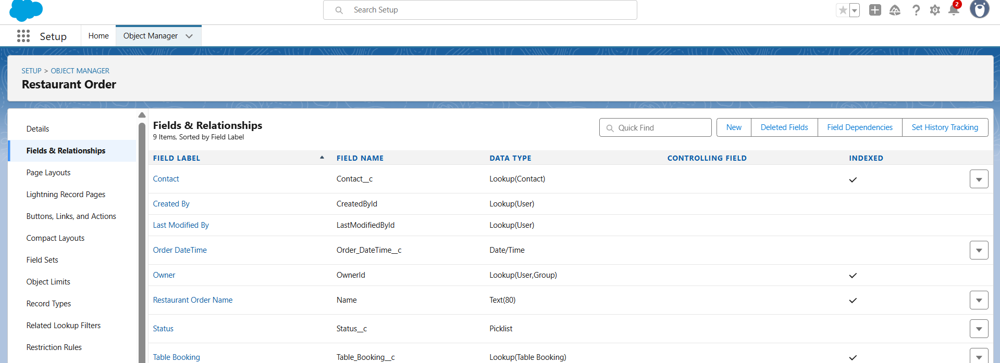 Search Setup
2
Setup
Home
Object Manager
SETUP > OBJECT MANAGER
Restaurant Order
Details
Fields & Relationships
Page Layouts
Lightning Record Pages
Buttons, Links, and Actions
Compact Layouts
Field Sets
Object Limits
Record Types
Related Lookup Filters
Restriction Rules
Fields & Relationships
9 Items, Sorted by Field Label
Quick Find
New
Deleted Fields
Field Dependencies
Set History Tracking
FIELD LABEL FIELD NAME DATA TYPE CONTROLLING FIELD INDEXED
Contact Contact__c Lookup(Contact)
Created By CreatedById Lookup(User)
Last Modified By LastModifiedById Lookup(User)
Order DateTime Order_DateTime__c Date/Time
Owner OwnerId Lookup(User,Group)
Restaurant Order Name Name Text(80)
Status Status__c Picklist
Table Booking Table_Booking__c Lookup(Table Booking)